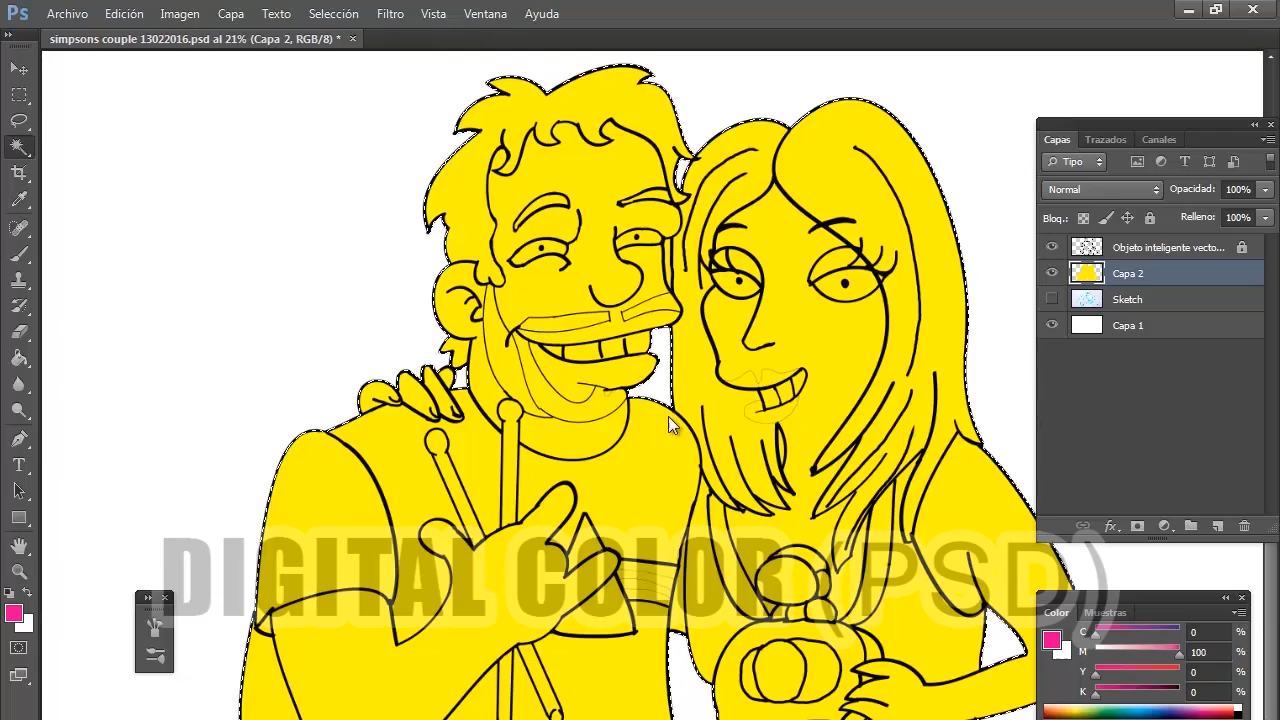 Ps Archivo Edición Imagen Capa Texto Selección Filtro Vista Ventana Ayuda
simpsons couple 13022016.psd al 21% (Capa 2, RGB/8) *
Capas Trazados Canales
Tipo
Normal Opacidad: 100%
Bloq.: Relleno: 100%
Objeto inteligente vecto...
Capa 2
Sketch
Capa 1
fx
DIGITAL COLOR (PSD)
Color Muestras
C 0 %
M 100 %
Y 0 %
K 0 %